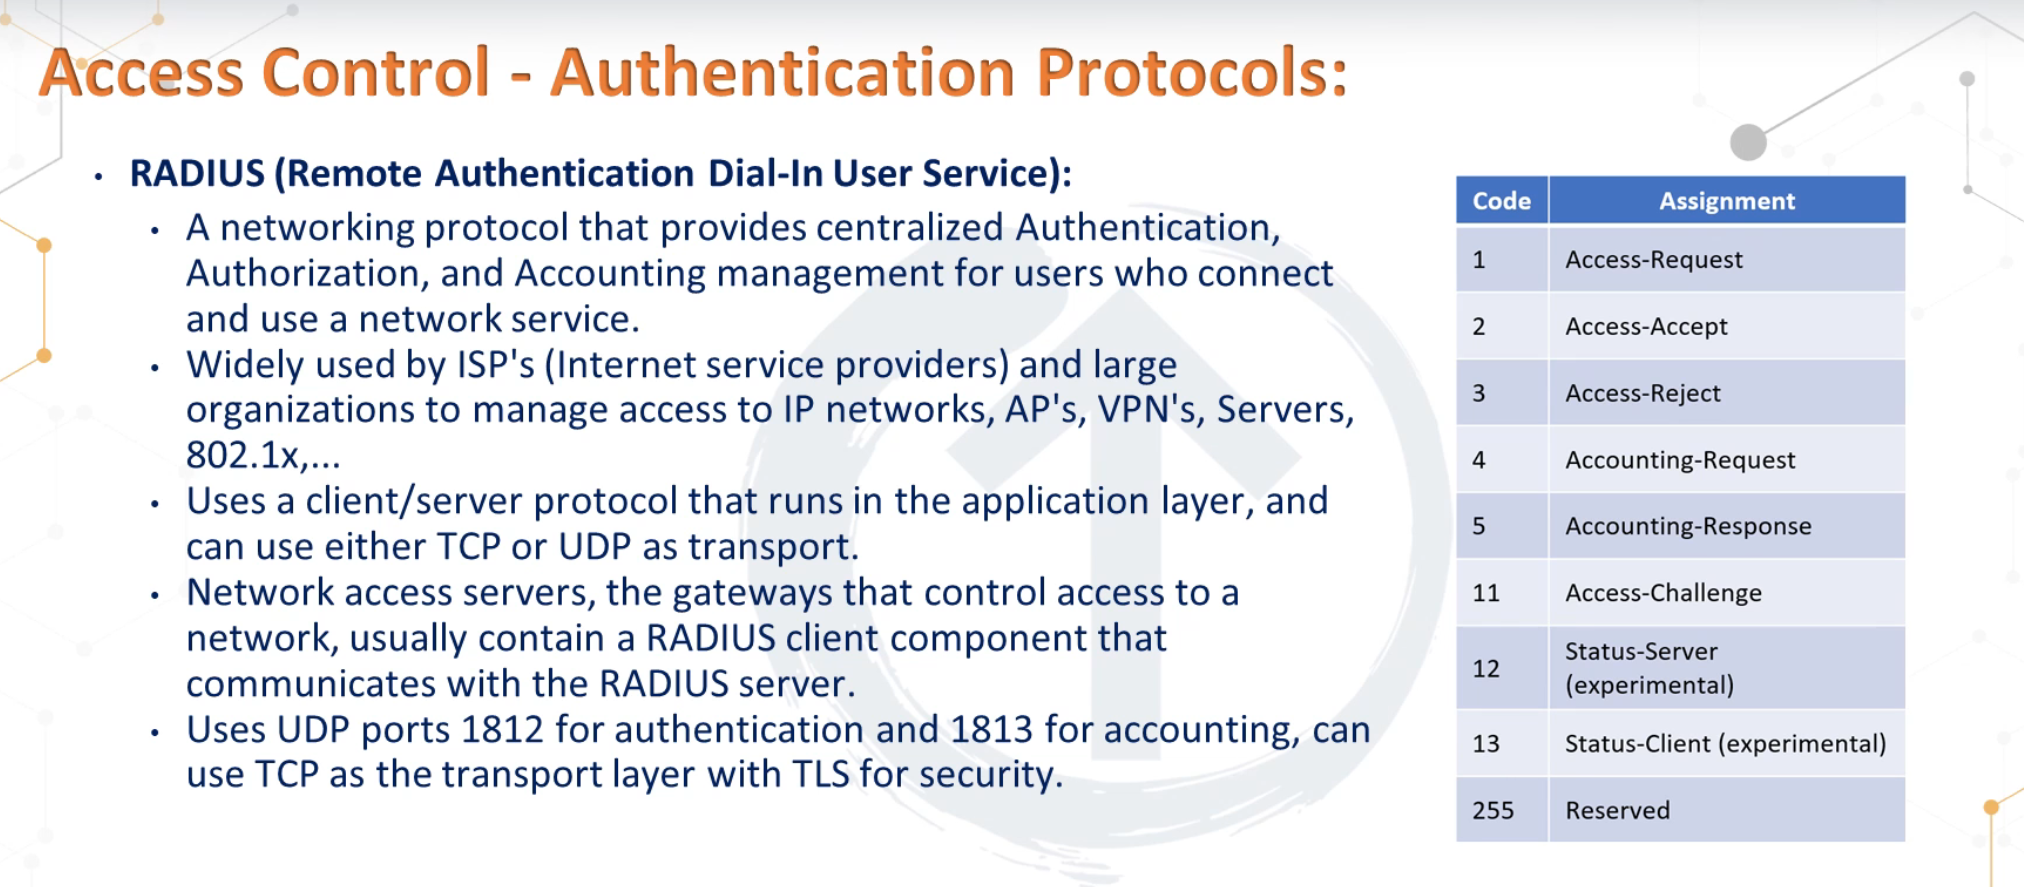 Access Control - Authentication Protocols:
• RADIUS (Remote Authentication Dial-In User Service):
• A networking protocol that provides centralized Authentication,
Authorization, and Accounting management for users who connect
and use a network service.
• Widely used by ISP's (Internet service providers) and large
organizations to manage access to IP networks, AP's, VPN's, Servers,
802.1x,...
• Uses a client/server protocol that runs in the application layer, and
can use either TCP or UDP as transport.
• Network access servers, the gateways that control access to a
network, usually contain a RADIUS client component that
communicates with the RADIUS server.
• Uses UDP ports 1812 for authentication and 1813 for accounting, can
use TCP as the transport layer with TLS for security.
Code Assignment
1 Access-Request
2 Access-Accept
3 Access-Reject
4 Accounting-Request
5 Accounting-Response
11 Access-Challenge
12 Status-Server
(experimental)
13 Status-Client (experimental)
255 Reserved